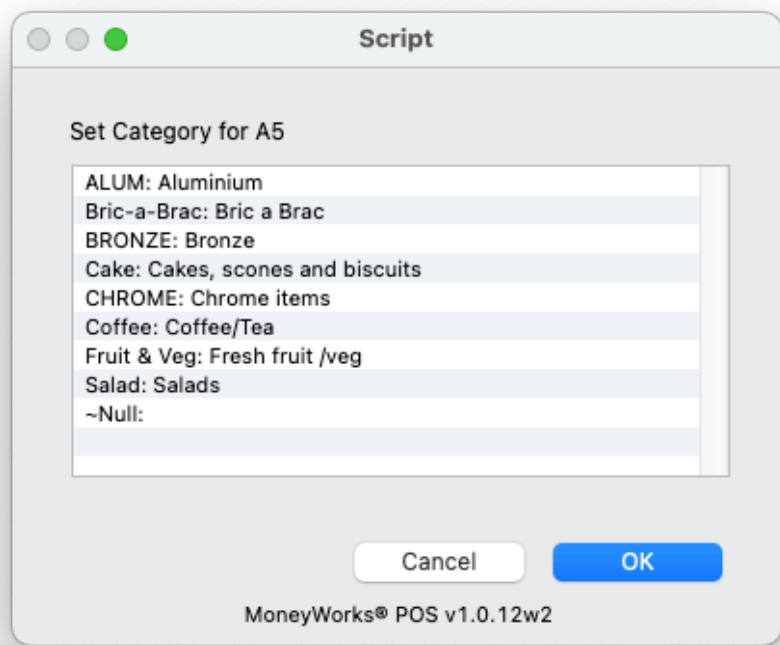 Script
Set Category for A5
ALUM: Aluminium
Bric-a-Brac: Bric a Brac
BRONZE: Bronze
Cake: Cakes, scones and biscuits
CHROME: Chrome items
Coffee: Coffee/Tea
Fruit & Veg: Fresh fruit /veg
Salad: Salads
~Null:
Cancel
OK
MoneyWorks® POS v1.0.12w2